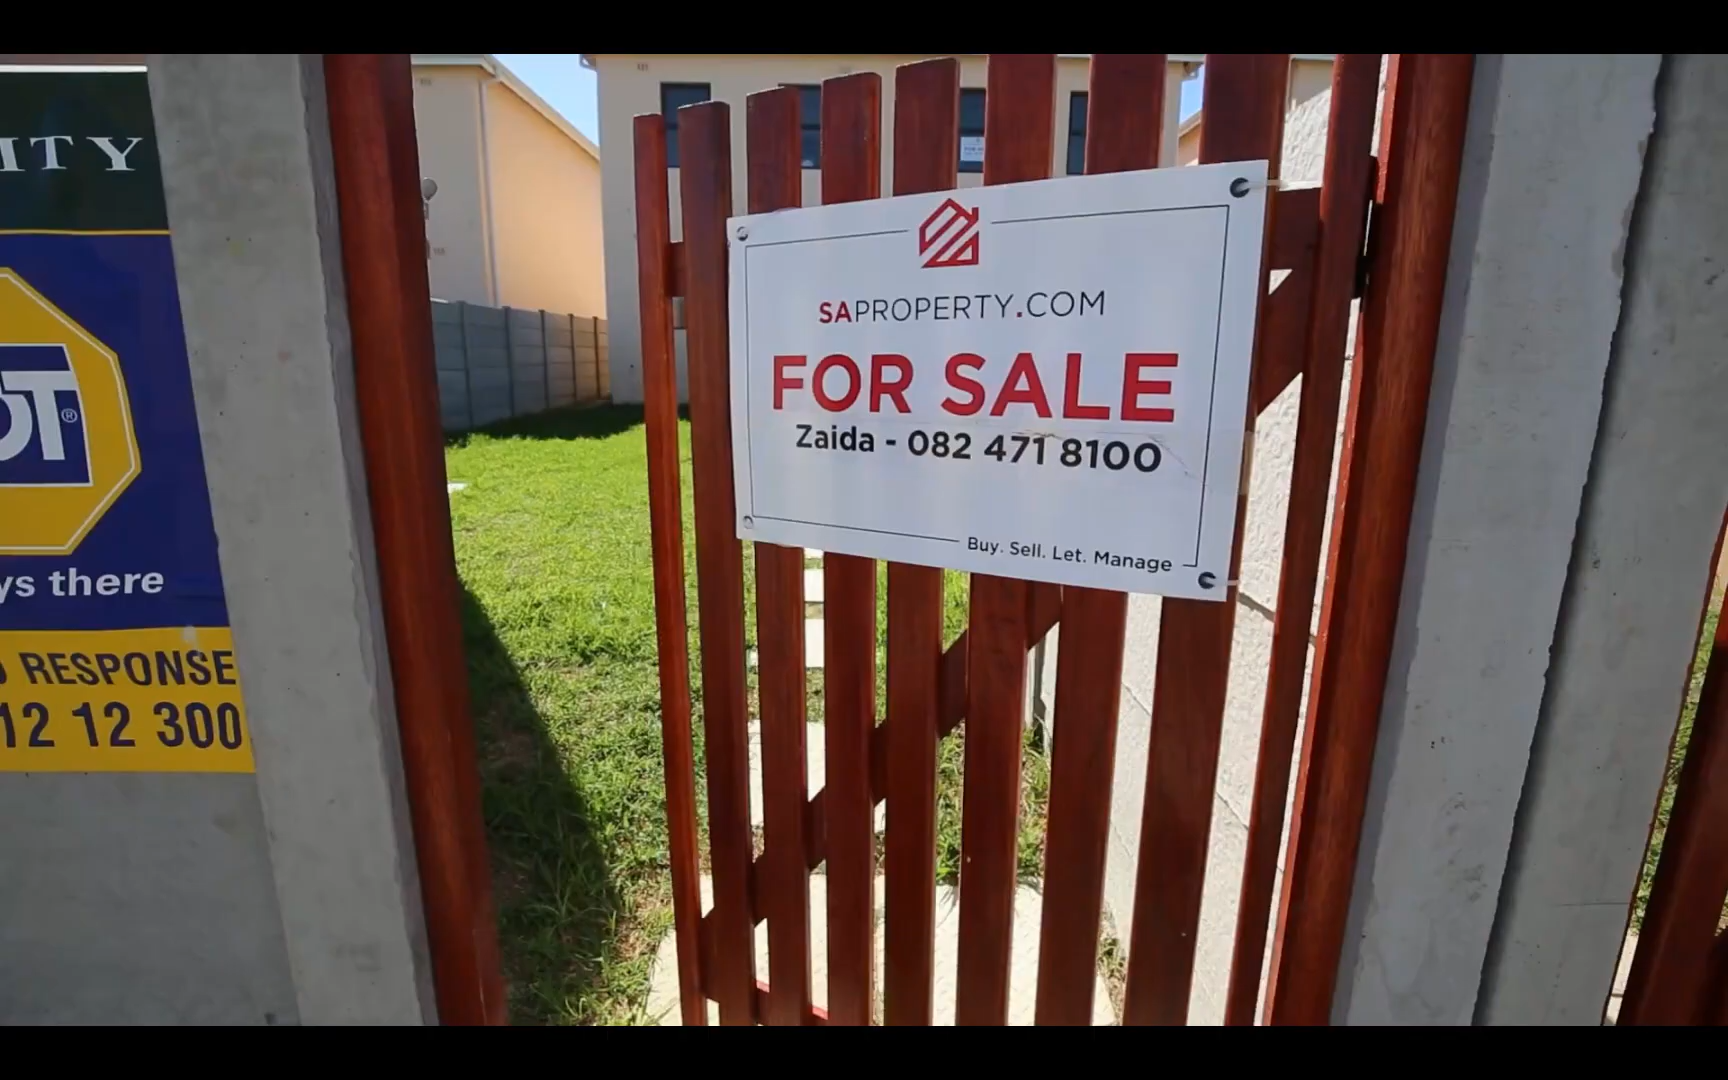 SAPROPERTY.COM
FOR SALE
Zaida - 082 471 8100
Buy. Sell. Let. Manage
ITY
OT®
ys there
RESPONSE
12 12 300